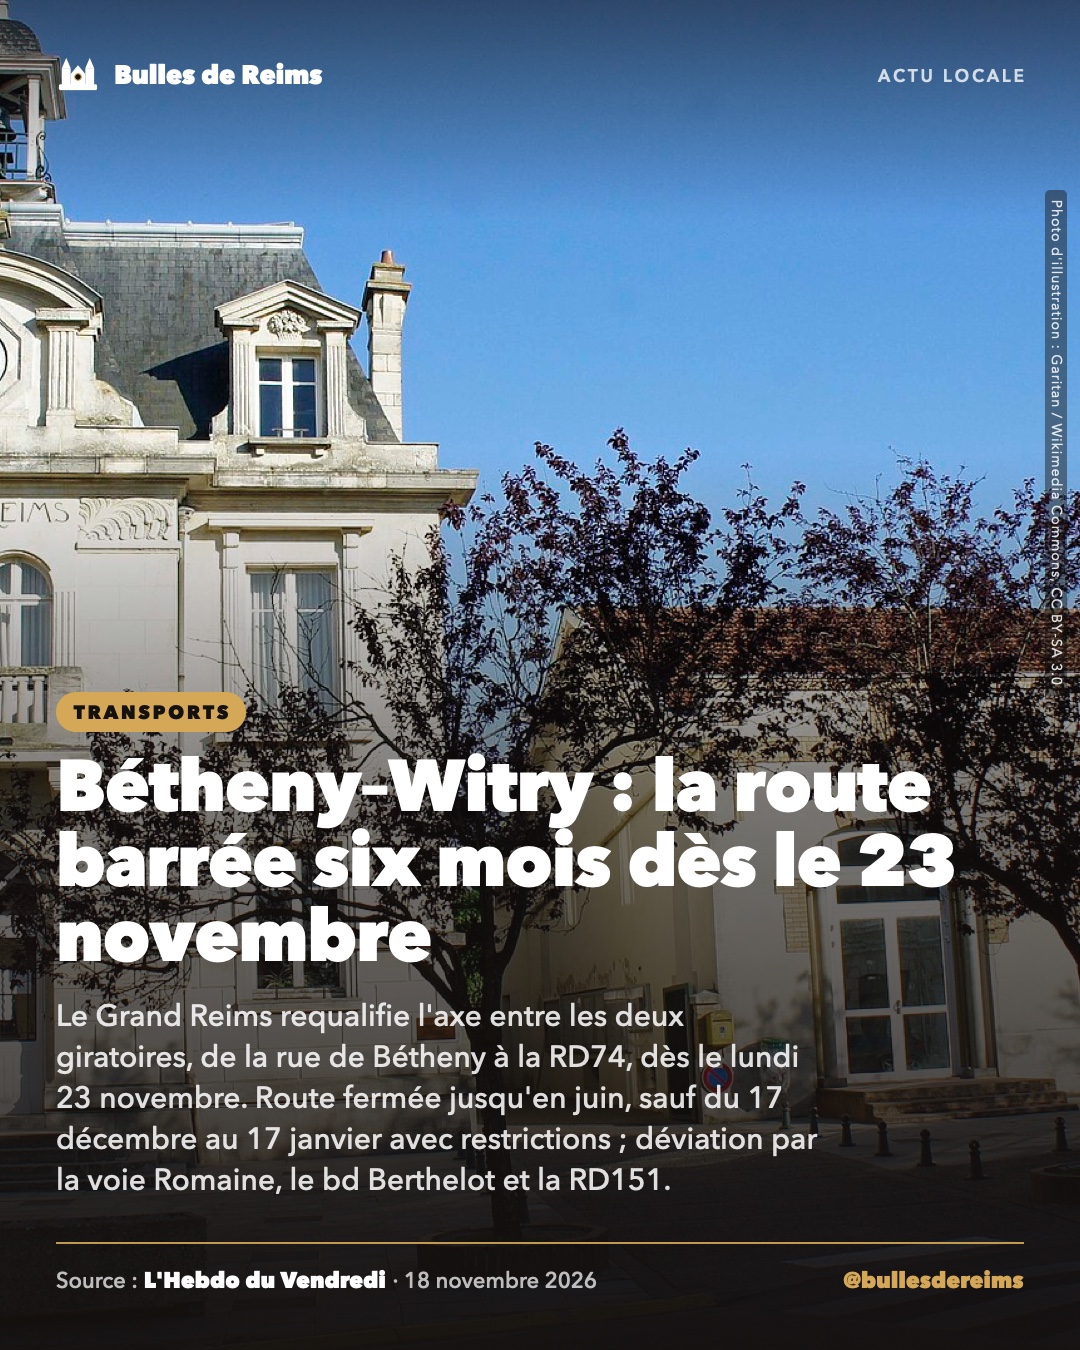 Bulles de Reims
ACTU LOCALE
Photo d'illustration : Garitan / Wikimedia Commons, CC BY-SA 3.0
EIMS
TRANSPORTS
Bétheny-Witry : la route
barrée six mois dès le 23
novembre
Le Grand Reims requalifie l'axe entre les deux
giratoires, de la rue de Bétheny à la RD74, dès le lundi
23 novembre. Route fermée jusqu'en juin, sauf du 17
décembre au 17 janvier avec restrictions ; déviation par
la voie Romaine, le bd Berthelot et la RD151.
Source : L'Hebdo du Vendredi · 18 novembre 2026
@bullesdereims